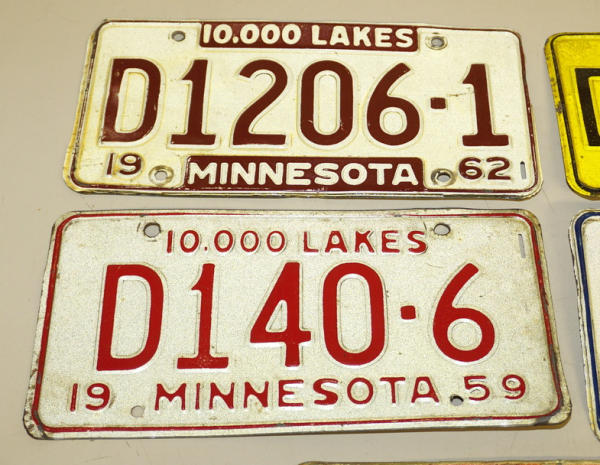 10.000 LAKES
D1206·1
19 MINNESOTA 62
10.000 LAKES
D140·6
19 MINNESOTA 59